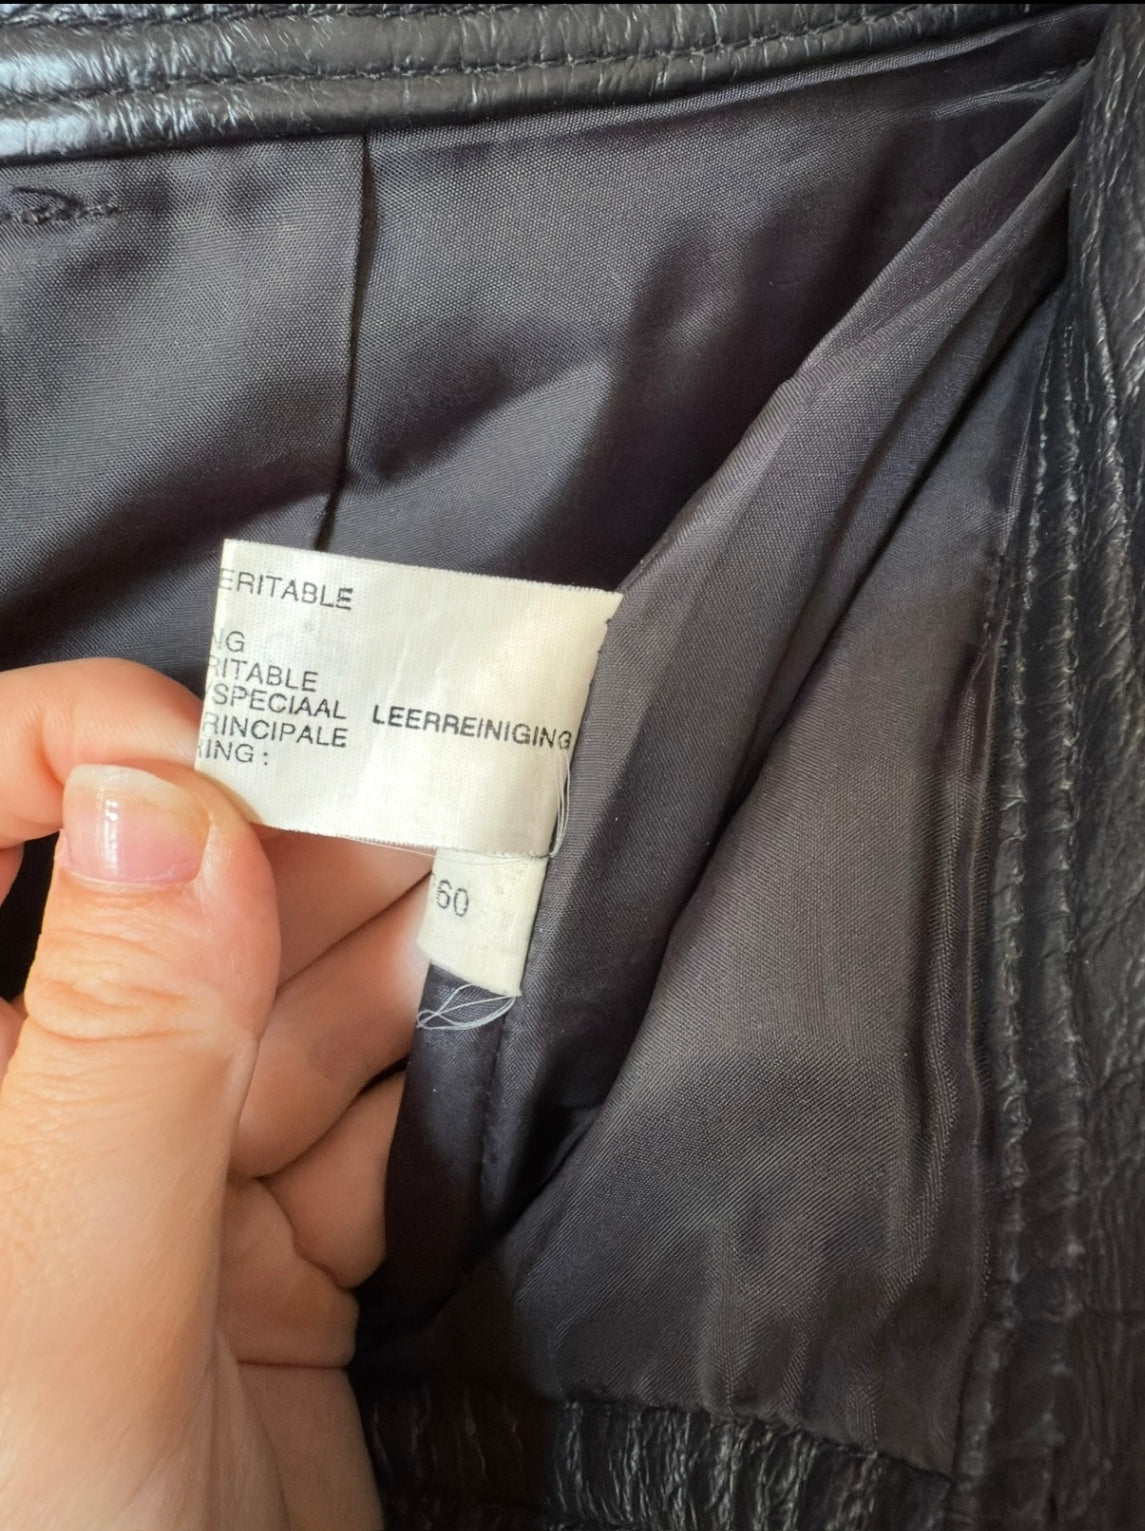 ERITABLE
NG
RITABLE
/SPECIAAL LEERREINIGING
RINCIPALE
RING :
60